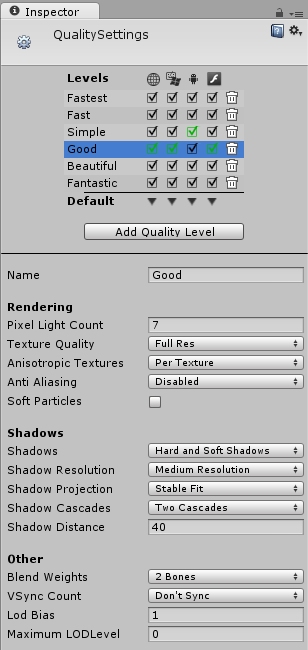 Inspector
QualitySettings
Levels
Fastest
Fast
Simple
Good
Beautiful
Fantastic
Default
Add Quality Level
Name Good
Rendering
Pixel Light Count 7
Texture Quality Full Res
Anisotropic Textures Per Texture
Anti Aliasing Disabled
Soft Particles
Shadows
Shadows Hard and Soft Shadows
Shadow Resolution Medium Resolution
Shadow Projection Stable Fit
Shadow Cascades Two Cascades
Shadow Distance 40
Other
Blend Weights 2 Bones
VSync Count Don't Sync
Lod Bias 1
Maximum LODLevel 0